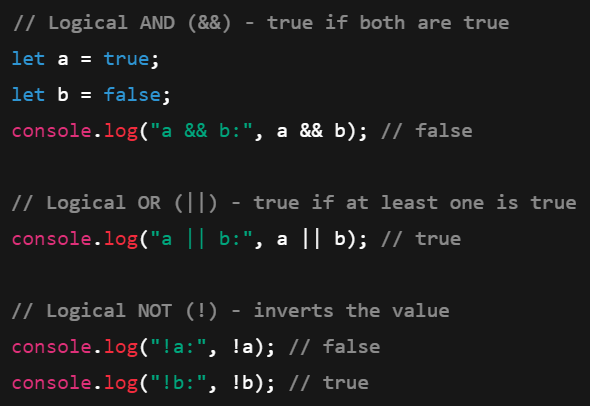 // Logical AND (&&) - true if both are true
let a = true;
let b = false;
console.log("a && b:", a && b); // false
// Logical OR (||) - true if at least one is true
console.log("a || b:", a || b); // true
// Logical NOT (!) - inverts the value
console.log("!a:", !a); // false
console.log("!b:", !b); // true